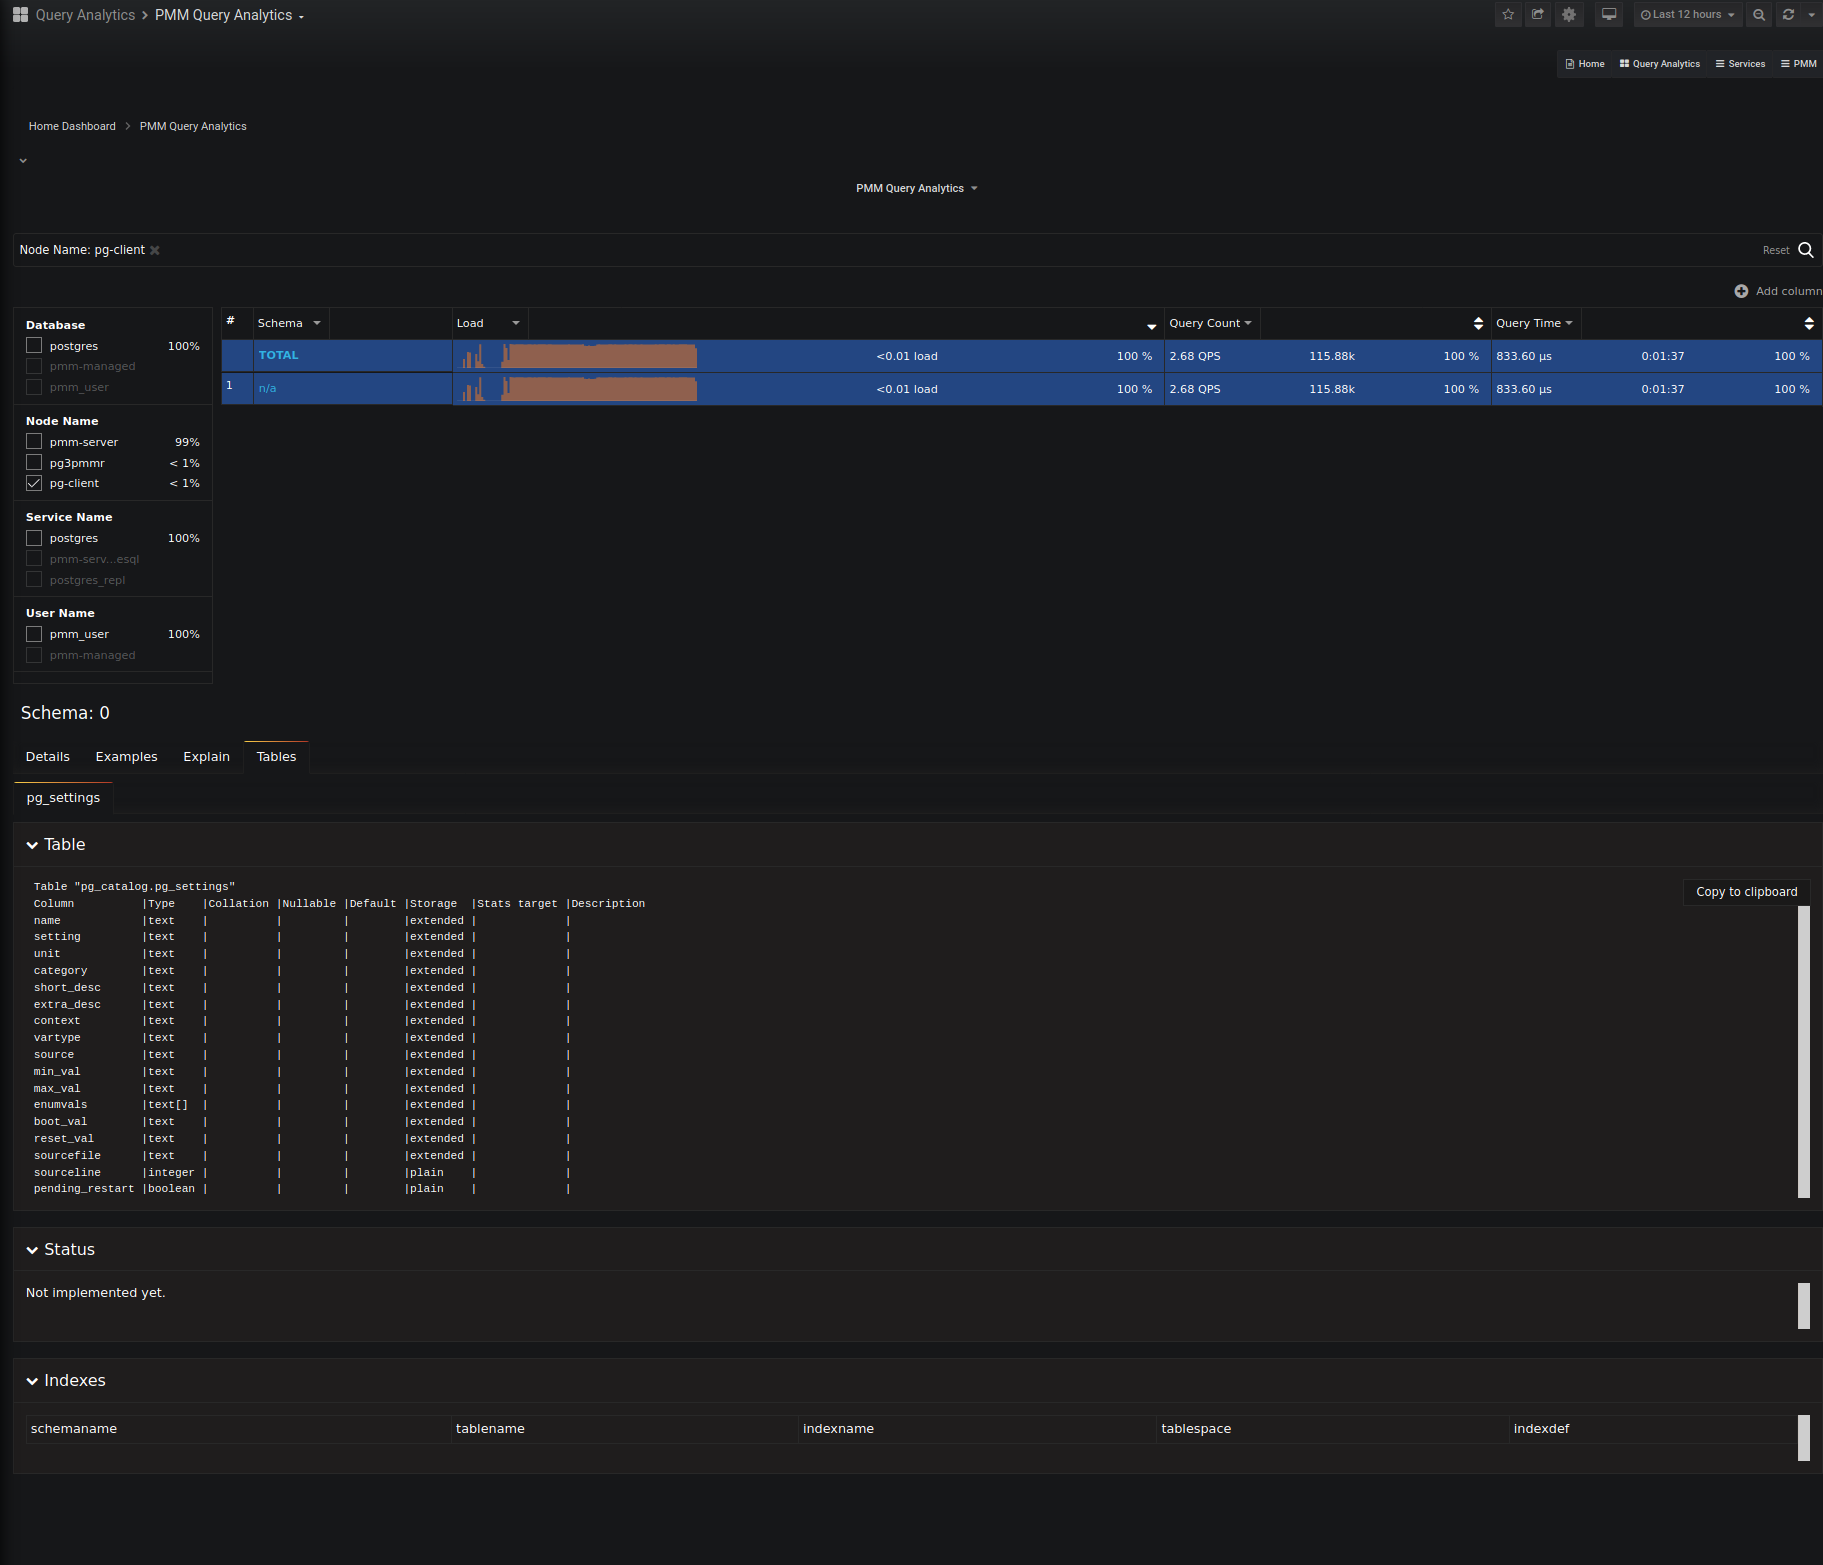 Query Analytics > PMM Query Analytics
Last 12 hours
Home Query Analytics Services PMM
Home Dashboard > PMM Query Analytics
PMM Query Analytics
Node Name: pg-client
Reset
Add column
Database
postgres 100%
pmm-managed
pmm_user
Node Name
pmm-server 99%
pg3pmmr < 1%
pg-client < 1%
Service Name
postgres 100%
pmm-serv...esql
postgres_repl
User Name
pmm_user 100%
pmm-managed
# Schema Load Query Count Query Time
TOTAL <0.01 load 100 % 2.68 QPS 115.88k 100 % 833.60 µs 0:01:37 100 %
1 n/a <0.01 load 100 % 2.68 QPS 115.88k 100 % 833.60 µs 0:01:37 100 %
Schema: 0
Details Examples Explain Tables
pg_settings
Table
Copy to clipboard
Table "pg_catalog.pg_settings"
Column |Type |Collation |Nullable |Default |Storage |Stats target |Description
name |text | | | |extended | |
setting |text | | | |extended | |
unit |text | | | |extended | |
category |text | | | |extended | |
short_desc |text | | | |extended | |
extra_desc |text | | | |extended | |
context |text | | | |extended | |
vartype |text | | | |extended | |
source |text | | | |extended | |
min_val |text | | | |extended | |
max_val |text | | | |extended | |
enumvals |text[] | | | |extended | |
boot_val |text | | | |extended | |
reset_val |text | | | |extended | |
sourcefile |text | | | |extended | |
sourceline |integer | | | |plain | |
pending_restart |boolean | | | |plain | |
Status
Not implemented yet.
Indexes
schemaname tablename indexname tablespace indexdef